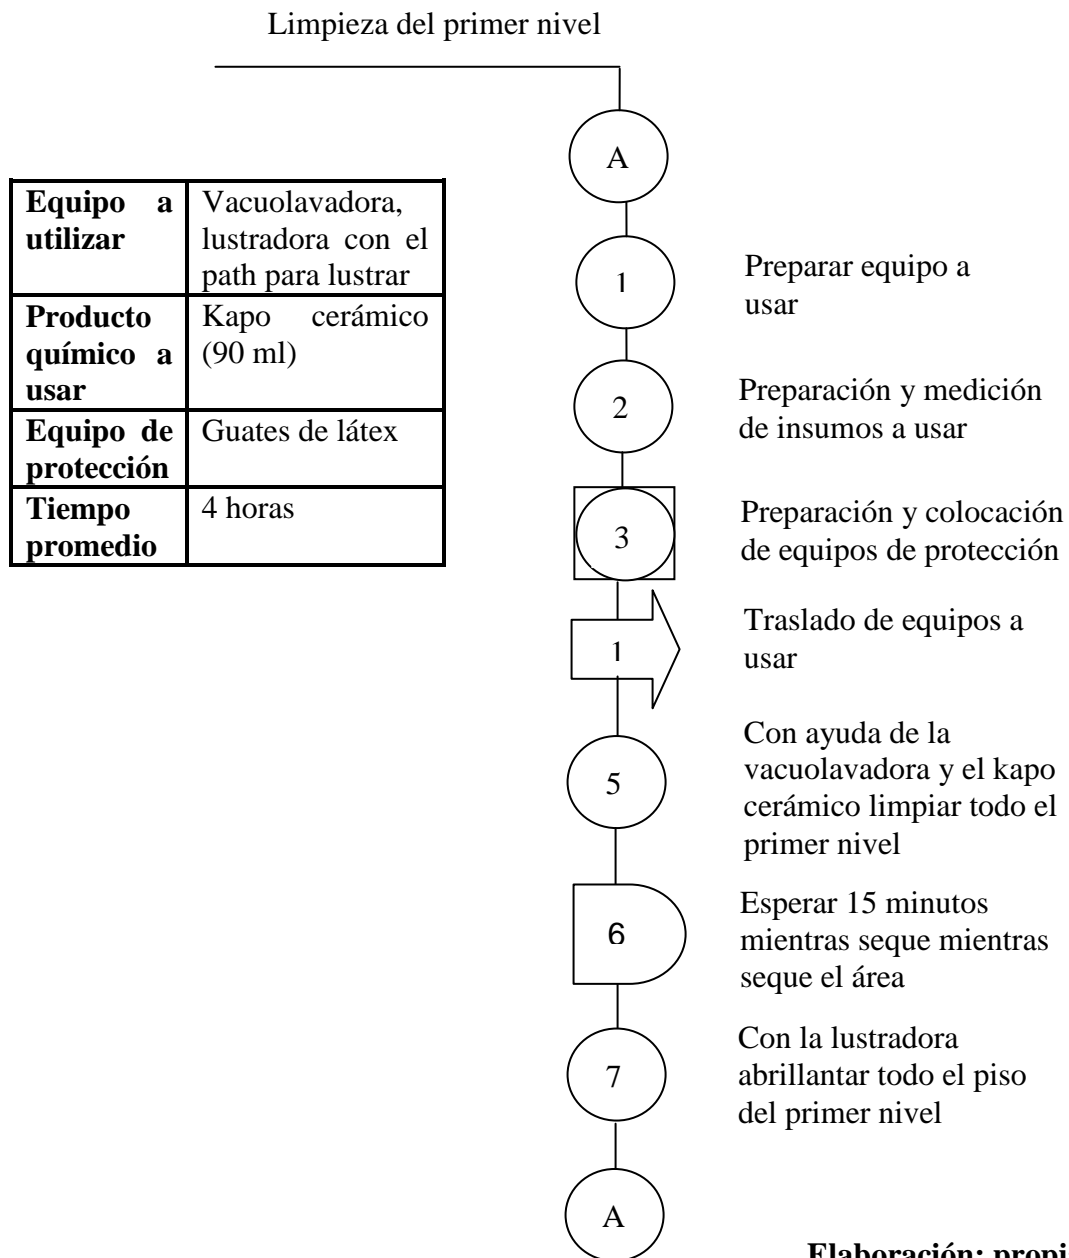 Limpieza del primer nivel
A
Equipo a
utilizar
Vacuolavadora,
lustradora con el
path para lustrar
Producto
químico a
usar
Kapo cerámico
(90 ml)
Equipo de
protección
Guates de látex
Tiempo
promedio
4 horas
1
Preparar equipo a
usar
2
Preparación y medición
de insumos a usar
3
Preparación y colocación
de equipos de protección
1
Traslado de equipos a
usar
5
Con ayuda de la
vacuolavadora y el kapo
cerámico limpiar todo el
primer nivel
6
Esperar 15 minutos
mientras seque mientras
seque el área
7
Con la lustradora
abrillantar todo el piso
del primer nivel
A
Elaboración: propi